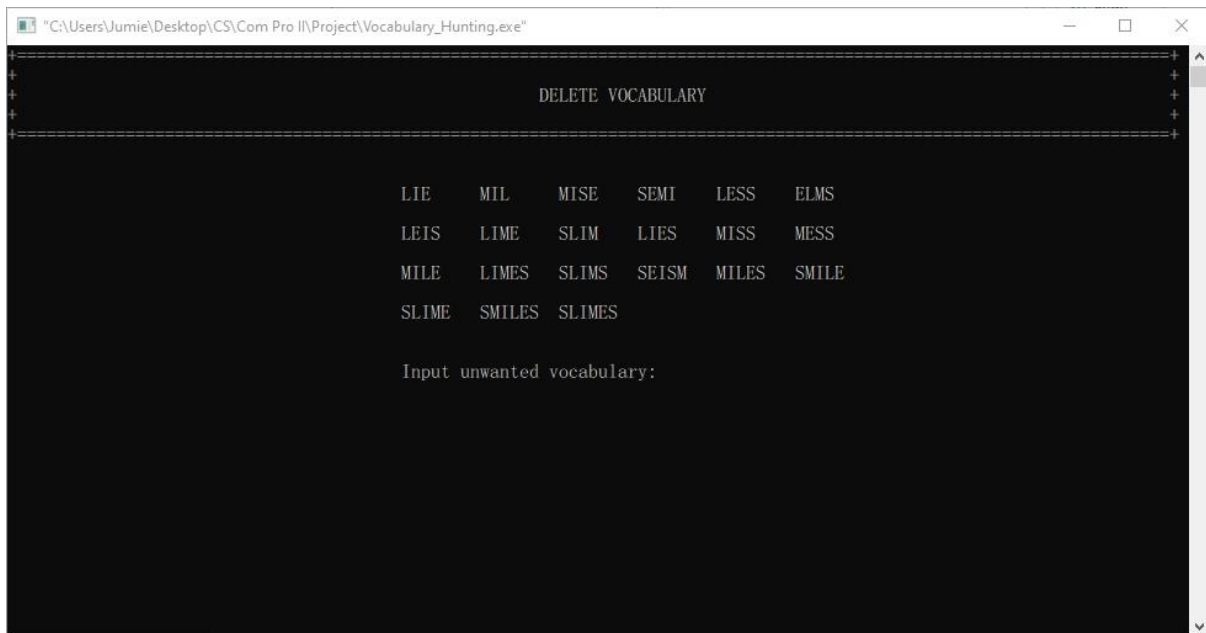 "C:\Users\Jumie\Desktop\CS\Com Pro II\Project\Vocabulary_Hunting.exe"
DELETE VOCABULARY
LIE MIL MISE SEMI LESS ELMS
LEIS LIME SLIM LIES MISS MESS
MILE LIMES SLIMS SEISM MILES SMILE
SLIME SMILES SLIMES
Input unwanted vocabulary: